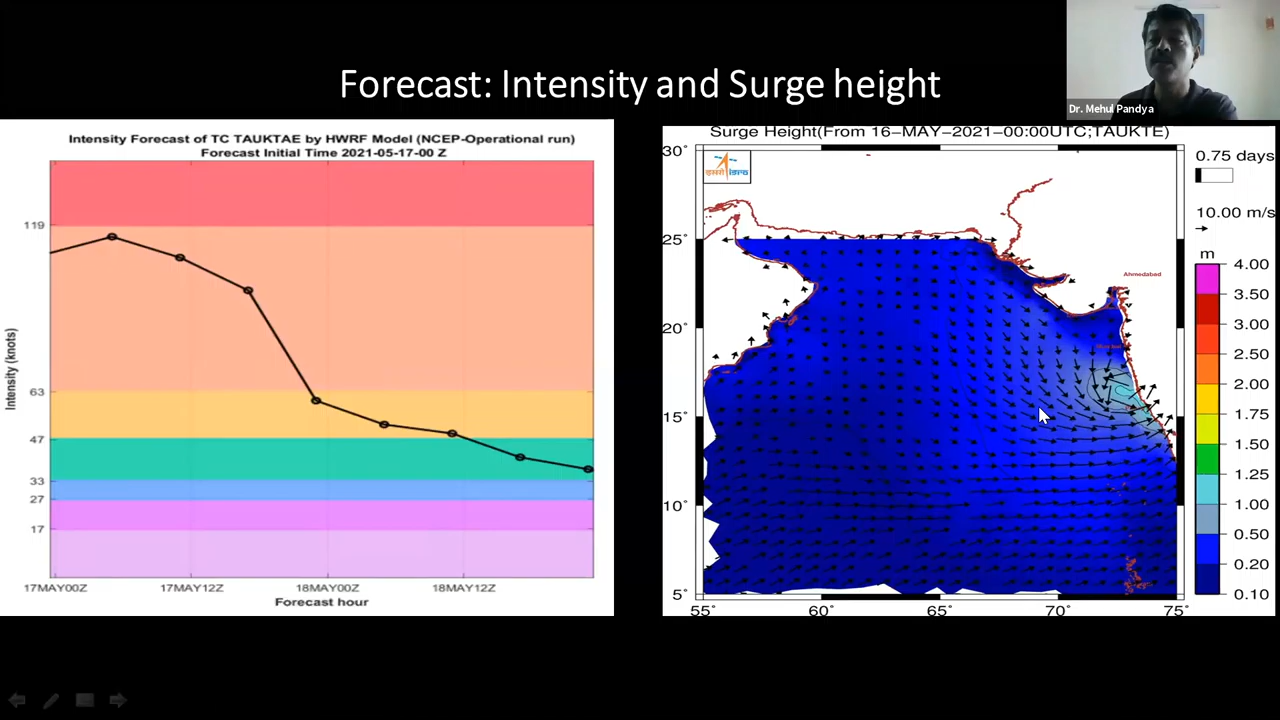 Forecast: Intensity and Surge height
Dr. Mehul Pandya
Intensity Forecast of TC TAUKTAE by HWRF Model (NCEP-Operational run)
Forecast Initial Time 2021-05-17-00 Z
Intensity (knots)
119
63
47
33
27
17
17MAY00Z 17MAY12Z 18MAY00Z 18MAY12Z
Forecast hour
Surge Height(From 16-MAY-2021-00:00UTC;TAUKTE)
इसरो isro
30°
25°
20°
15°
10°
5°
55° 60° 65° 70° 75°
Ahmedabad
0.75 days
10.00 m/s
m
4.00
3.50
3.00
2.50
2.00
1.75
1.50
1.25
1.00
0.50
0.20
0.10